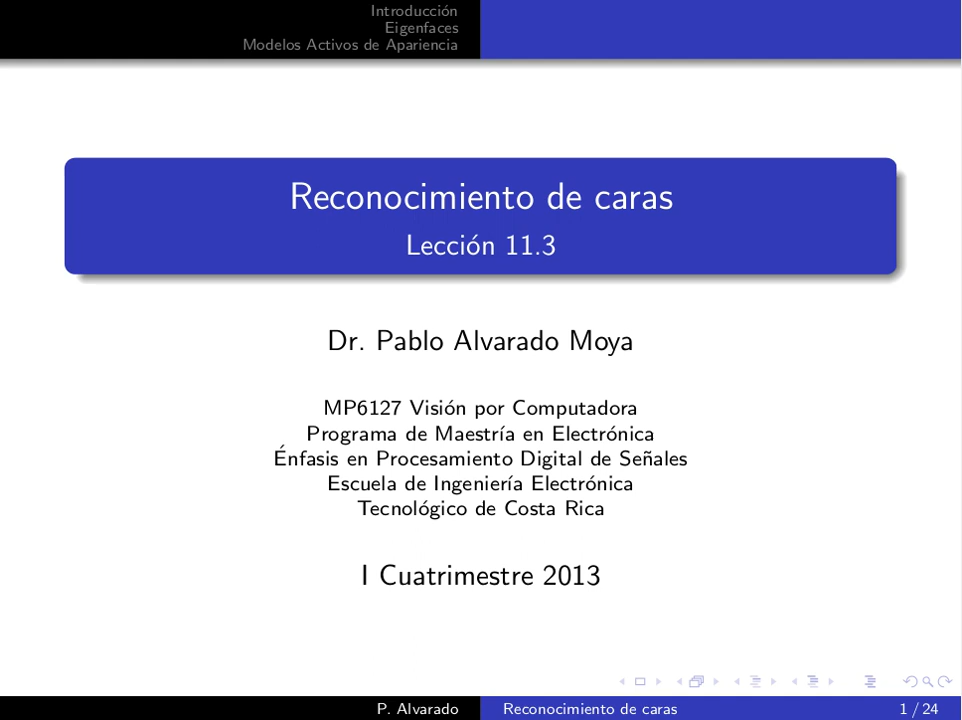 Introducción
Eigenfaces
Modelos Activos de Apariencia
Reconocimiento de caras
Lección 11.3
Dr. Pablo Alvarado Moya
MP6127 Visión por Computadora
Programa de Maestría en Electrónica
Énfasis en Procesamiento Digital de Señales
Escuela de Ingeniería Electrónica
Tecnológico de Costa Rica
I Cuatrimestre 2013
P. Alvarado Reconocimiento de caras 1 / 24